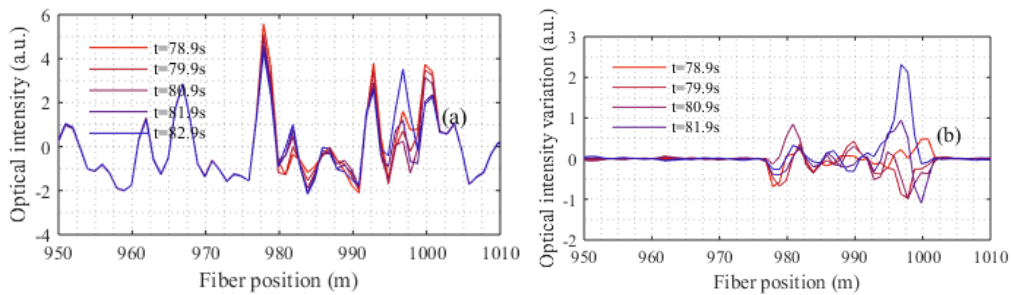 Optical intensity (a.u.)
6
4
2
0
-2
-4
t=78.9s
t=79.9s
t=80.9s
t=81.9s
t=82.9s
(a)
950 960 970 980 990 1000 1010
Fiber position (m)
Optical intensity variation (a.u.)
3
2
1
0
-1
-2
t=78.9s
t=79.9s
t=80.9s
t=81.9s
(b)
950 960 970 980 990 1000 1010
Fiber position (m)